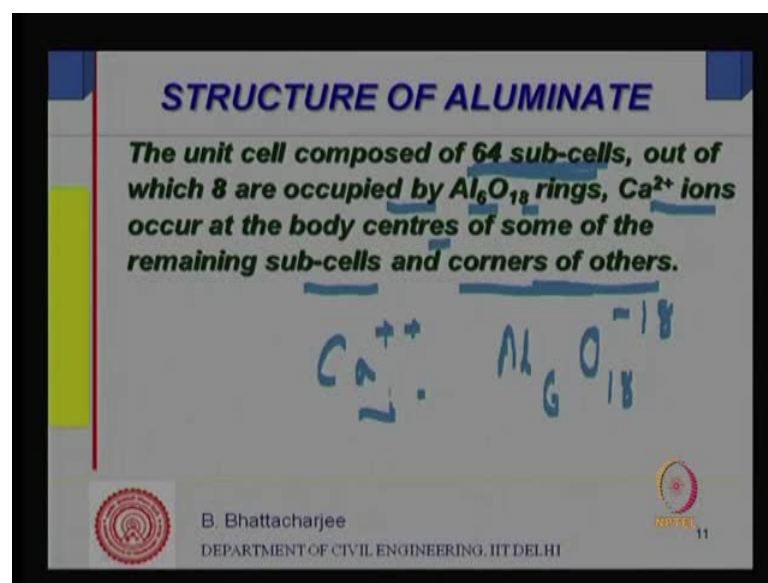 STRUCTURE OF ALUMINATE
The unit cell composed of 64 sub-cells, out of
which 8 are occupied by Al₆O₁₈ rings, Ca²⁺ ions
occur at the body centres of some of the
remaining sub-cells and corners of others.
Ca⁺⁺ Al₆O₁₈⁻¹⁸
B. Bhattacharjee
DEPARTMENT OF CIVIL ENGINEERING, IIT DELHI
NPTEL
11